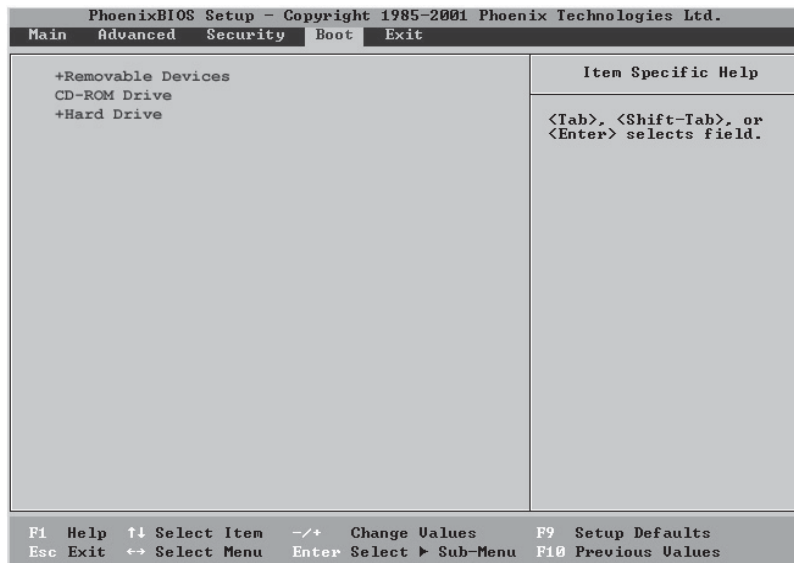 PhoenixBIOS Setup – Copyright 1985-2001 Phoenix Technologies Ltd.
Main Advanced Security Boot Exit
+Removable Devices
CD-ROM Drive
+Hard Drive
Item Specific Help
<Tab>, <Shift-Tab>, or
<Enter> selects field.
F1 Help ↑↓ Select Item -/+ Change Values F9 Setup Defaults
Esc Exit ↔ Select Menu Enter Select ▶ Sub-Menu F10 Previous Values